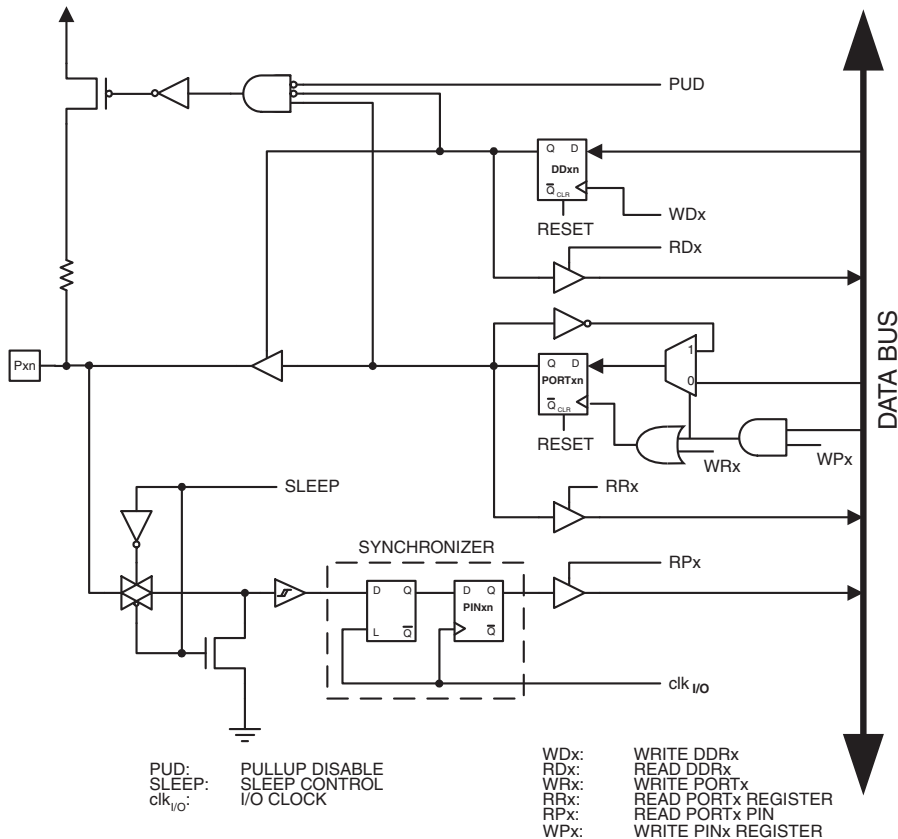 PUD
Q D
DDxn
Q CLR
WDx
RESET
RDx
DATA BUS
1
Pxn
Q D
PORTxn
0
Q CLR
RESET
WRx
WPx
RRx
SLEEP
SYNCHRONIZER
RPx
D Q
L Q
D Q
PINxn
Q
clk I/O
PUD: PULLUP DISABLE
SLEEP: SLEEP CONTROL
clk I/O: I/O CLOCK
WDx: WRITE DDRx
RDx: READ DDRx
WRx: WRITE PORTx
RRx: READ PORTx REGISTER
RPx: READ PORTx PIN
WPx: WRITE PINx REGISTER